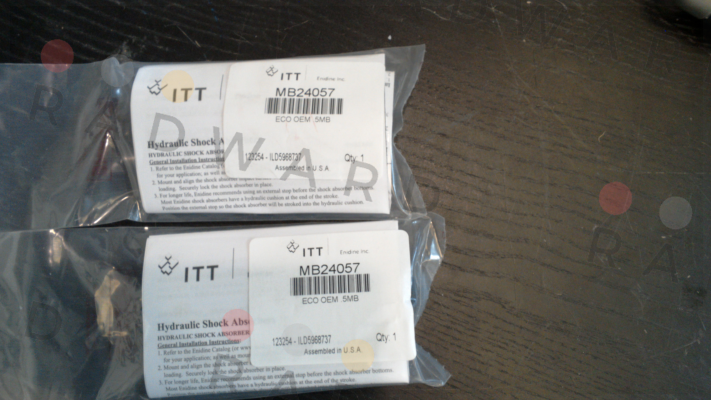 ITT
ITT
Enidine Inc.
MB24057
ECO OEM .5MB
123254 - ILD5968737
Qty: 1
Assembled in U.S.A.
Hydraulic Shock A
HYDRAULIC SHOCK ABSOR
General Installation Instructions
1. Refer to the Enidine Catalog
for your application, as well as
2. Mount and align the shock
loading. Securely lock the shock absorber in place.
3. For longer life, Enidine recommends using an external stop before the shock absorber bottoms.
Most Enidine shock absorbers have a hydraulic cushion at the end of the stroke.
Position the external stop so the shock absorber will be stroked into the hydraulic cushion.
ITT
ITT
Enidine Inc.
MB24057
ECO OEM .5MB
123254 - ILD5968737
Qty: 1
Assembled in U.S.A.
Hydraulic Shock Abso
HYDRAULIC SHOCK ABSORBER
General Installation Instructions
1. Refer to the Enidine Catalog (or ww
for your application, as well as mou
2. Mount and align the shock abso
loading. Securely lock the shock absorber in place.
3. For longer life, Enidine recommends using an external stop before the shock absorber bottoms.
Most Enidine shock absorbers have a hydraulic cushion at the end of the stroke.
RADWARD
RA